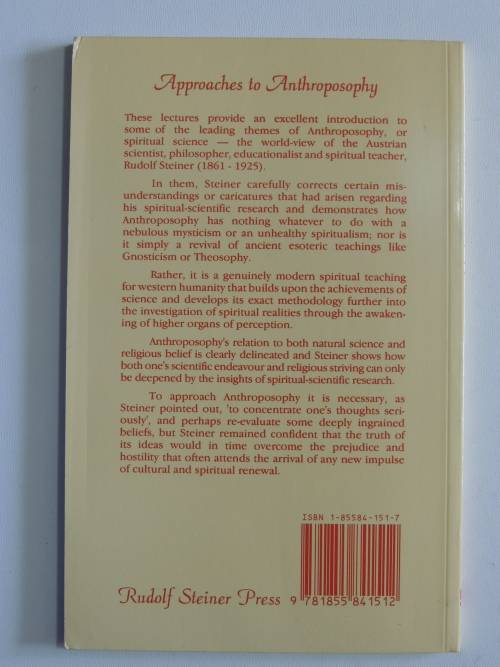 Approaches to Anthroposophy
These lectures provide an excellent introduction to
some of the leading themes of Anthroposophy, or
spiritual science — the world-view of the Austrian
scientist, philosopher, educationalist and spiritual teacher,
Rudolf Steiner (1861 - 1925).
In them, Steiner carefully corrects certain mis-
understandings or caricatures that had arisen regarding
his spiritual-scientific research and demonstrates how
Anthroposophy has nothing whatever to do with a
nebulous mysticism or an unhealthy spiritualism; nor is
it simply a revival of ancient esoteric teachings like
Gnosticism or Theosophy.
Rather, it is a genuinely modern spiritual teaching
for western humanity that builds upon the achievements of
science and develops its exact methodology further into
the investigation of spiritual realities through the awaken-
ing of higher organs of perception.
Anthroposophy's relation to both natural science and
religious belief is clearly delineated and Steiner shows how
both one's scientific endeavour and religious striving can only
be deepened by the insights of spiritual-scientific research.
To approach Anthroposophy it is necessary, as
Steiner pointed out, 'to concentrate one's thoughts seri-
ously', and perhaps re-evaluate some deeply ingrained
beliefs, but Steiner remained confident that the truth of
its ideas would in time overcome the prejudice and
hostility that often attends the arrival of any new impulse
of cultural and spiritual renewal.
ISBN 1-85584-151-7
Rudolf Steiner Press
9 781855 841512